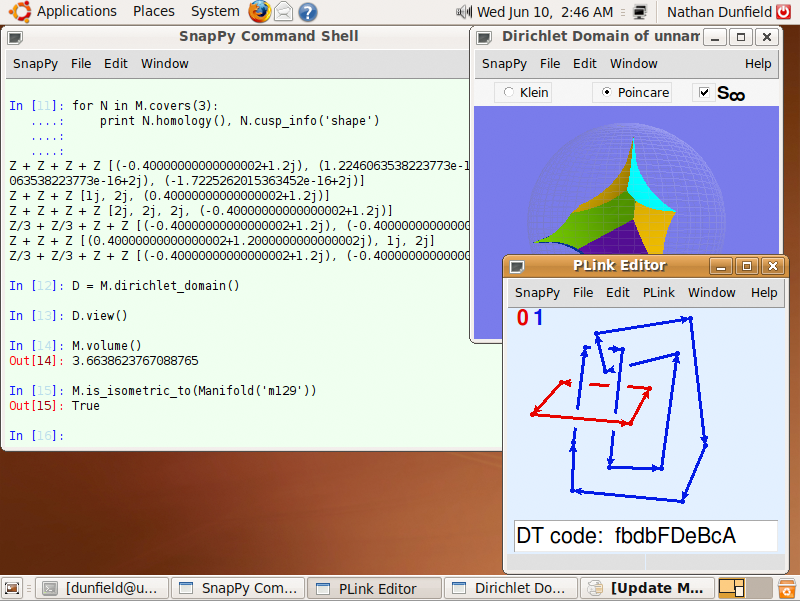 Applications Places System Wed Jun 10, 2:46 AM Nathan Dunfield
SnapPy Command Shell
SnapPy File Edit Window
In [11]: for N in M.covers(3):
....: print N.homology(), N.cusp_info('shape')
....:
....:
Z + Z + Z + Z [(-0.40000000000000002+1.2j), (1.2246063538223773e-1
063538223773e-16+2j), (-1.7225262015363452e-16+2j)]
Z + Z + Z [1j, 2j, (0.40000000000000002+1.2j)]
Z + Z + Z + Z [2j, 2j, 2j, (-0.40000000000000002+1.2j)]
Z/3 + Z/3 + Z + Z [(-0.40000000000000002+1.2j), (-0.40000000000
Z + Z + Z [(0.40000000000000002+1.2000000000000002j), 1j, 2j]
Z/3 + Z/3 + Z + Z [(-0.40000000000000002+1.2j), (-0.40000000000
In [12]: D = M.dirichlet_domain()
In [13]: D.view()
In [14]: M.volume()
Out[14]: 3.6638623767088765
In [15]: M.is_isometric_to(Manifold('m129'))
Out[15]: True
In [16]:
Dirichlet Domain of unnam
SnapPy File Edit Window Help
Klein Poincare S∞
PLink Editor
SnapPy File Edit PLink Window Help
0 1
DT code: fbdbFDeBcA
[dunfield@u... SnapPy Com... PLink Editor Dirichlet Do... [Update M...